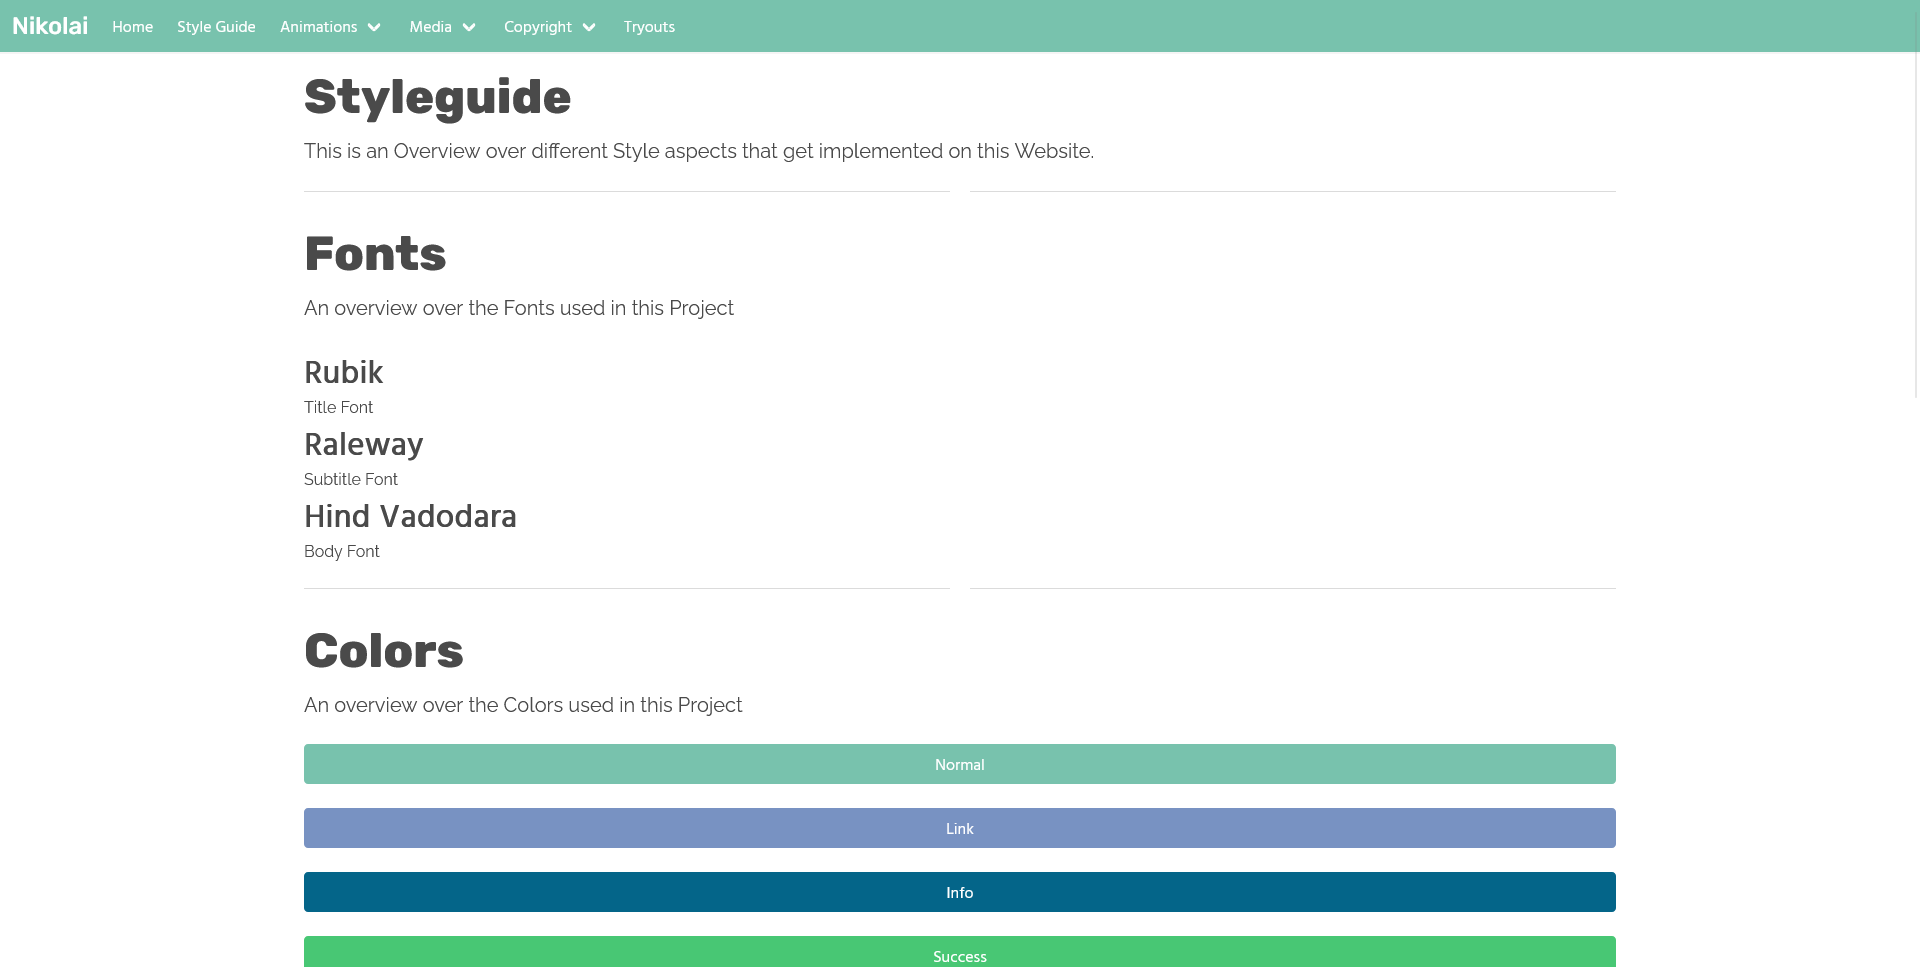 Nikolai Home Style Guide Animations Media Copyright Tryouts
Styleguide
This is an Overview over different Style aspects that get implemented on this Website.
Fonts
An overview over the Fonts used in this Project
Rubik
Title Font
Raleway
Subtitle Font
Hind Vadodara
Body Font
Colors
An overview over the Colors used in this Project
Normal
Link
Info
Success